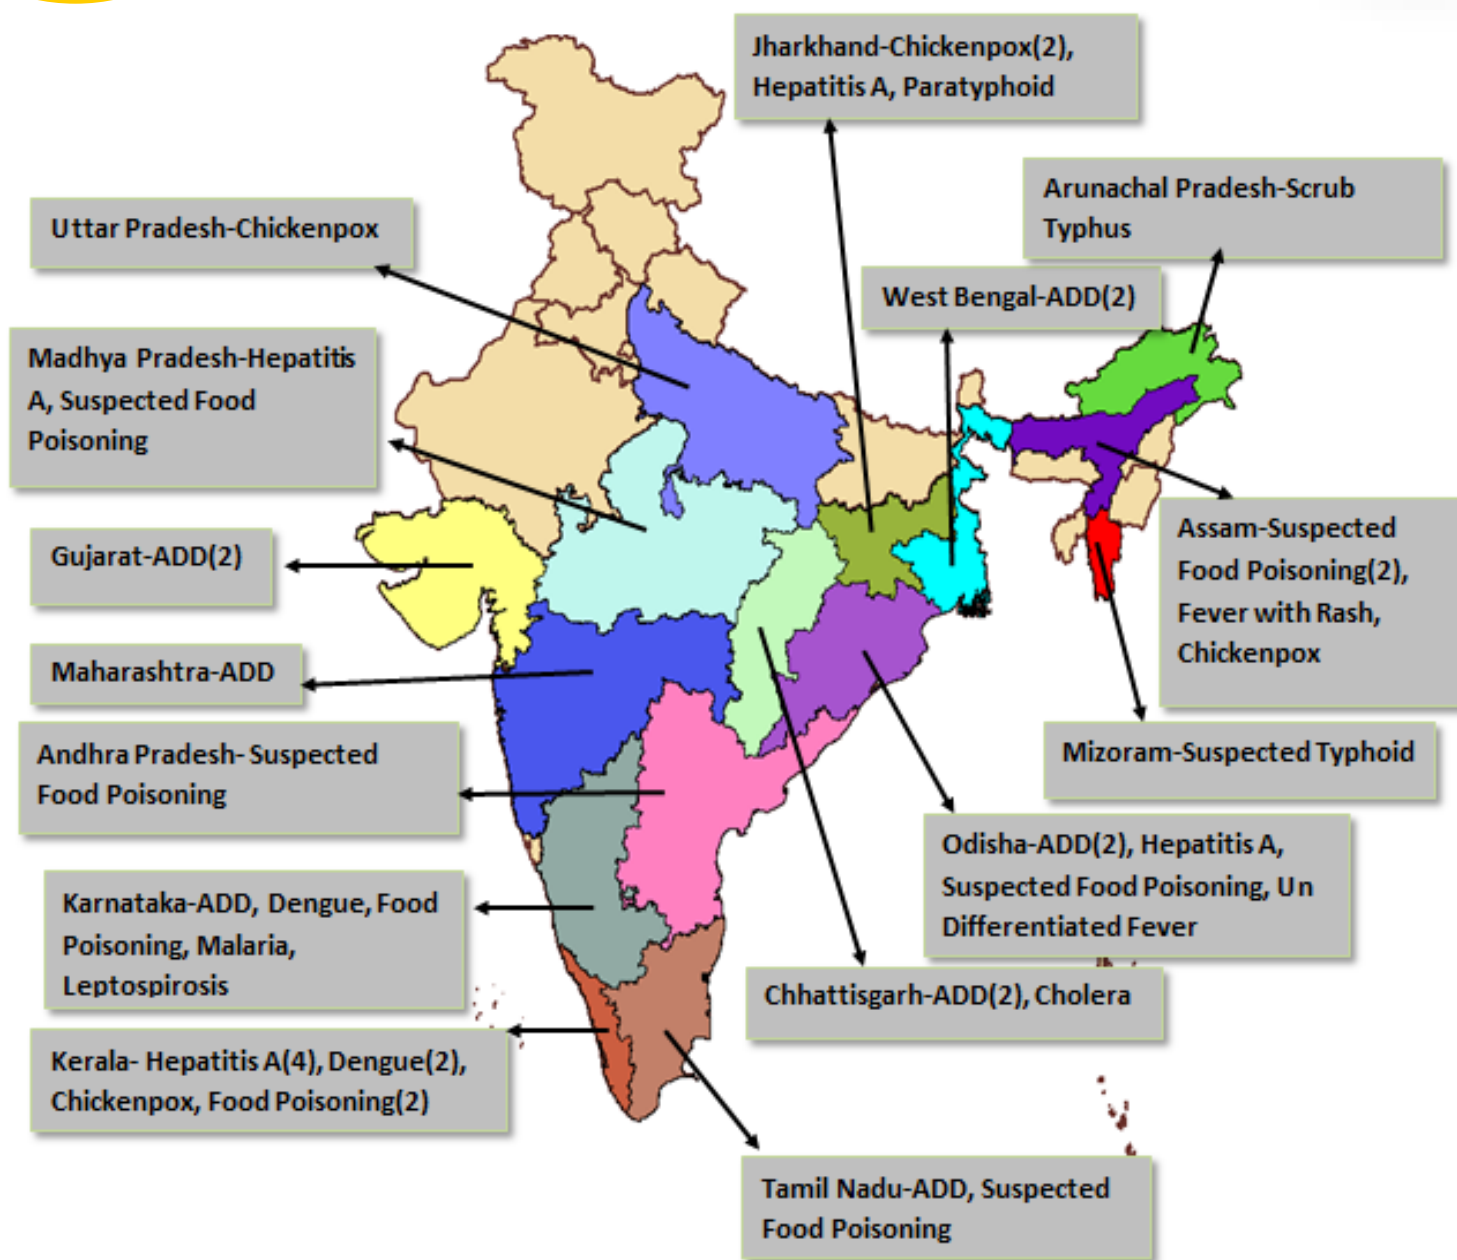 Jharkhand-Chickenpox(2),
Hepatitis A, Paratyphoid
Arunachal Pradesh-Scrub
Typhus
Uttar Pradesh-Chickenpox
West Bengal-ADD(2)
Madhya Pradesh-Hepatitis
A, Suspected Food
Poisoning
Assam-Suspected
Food Poisoning(2),
Fever with Rash,
Chickenpox
Gujarat-ADD(2)
Maharashtra-ADD
Mizoram-Suspected Typhoid
Andhra Pradesh- Suspected
Food Poisoning
Odisha-ADD(2), Hepatitis A,
Suspected Food Poisoning, Un
Differentiated Fever
Karnataka-ADD, Dengue, Food
Poisoning, Malaria,
Leptospirosis
Chhattisgarh-ADD(2), Cholera
Kerala- Hepatitis A(4), Dengue(2),
Chickenpox, Food Poisoning(2)
Tamil Nadu-ADD, Suspected
Food Poisoning